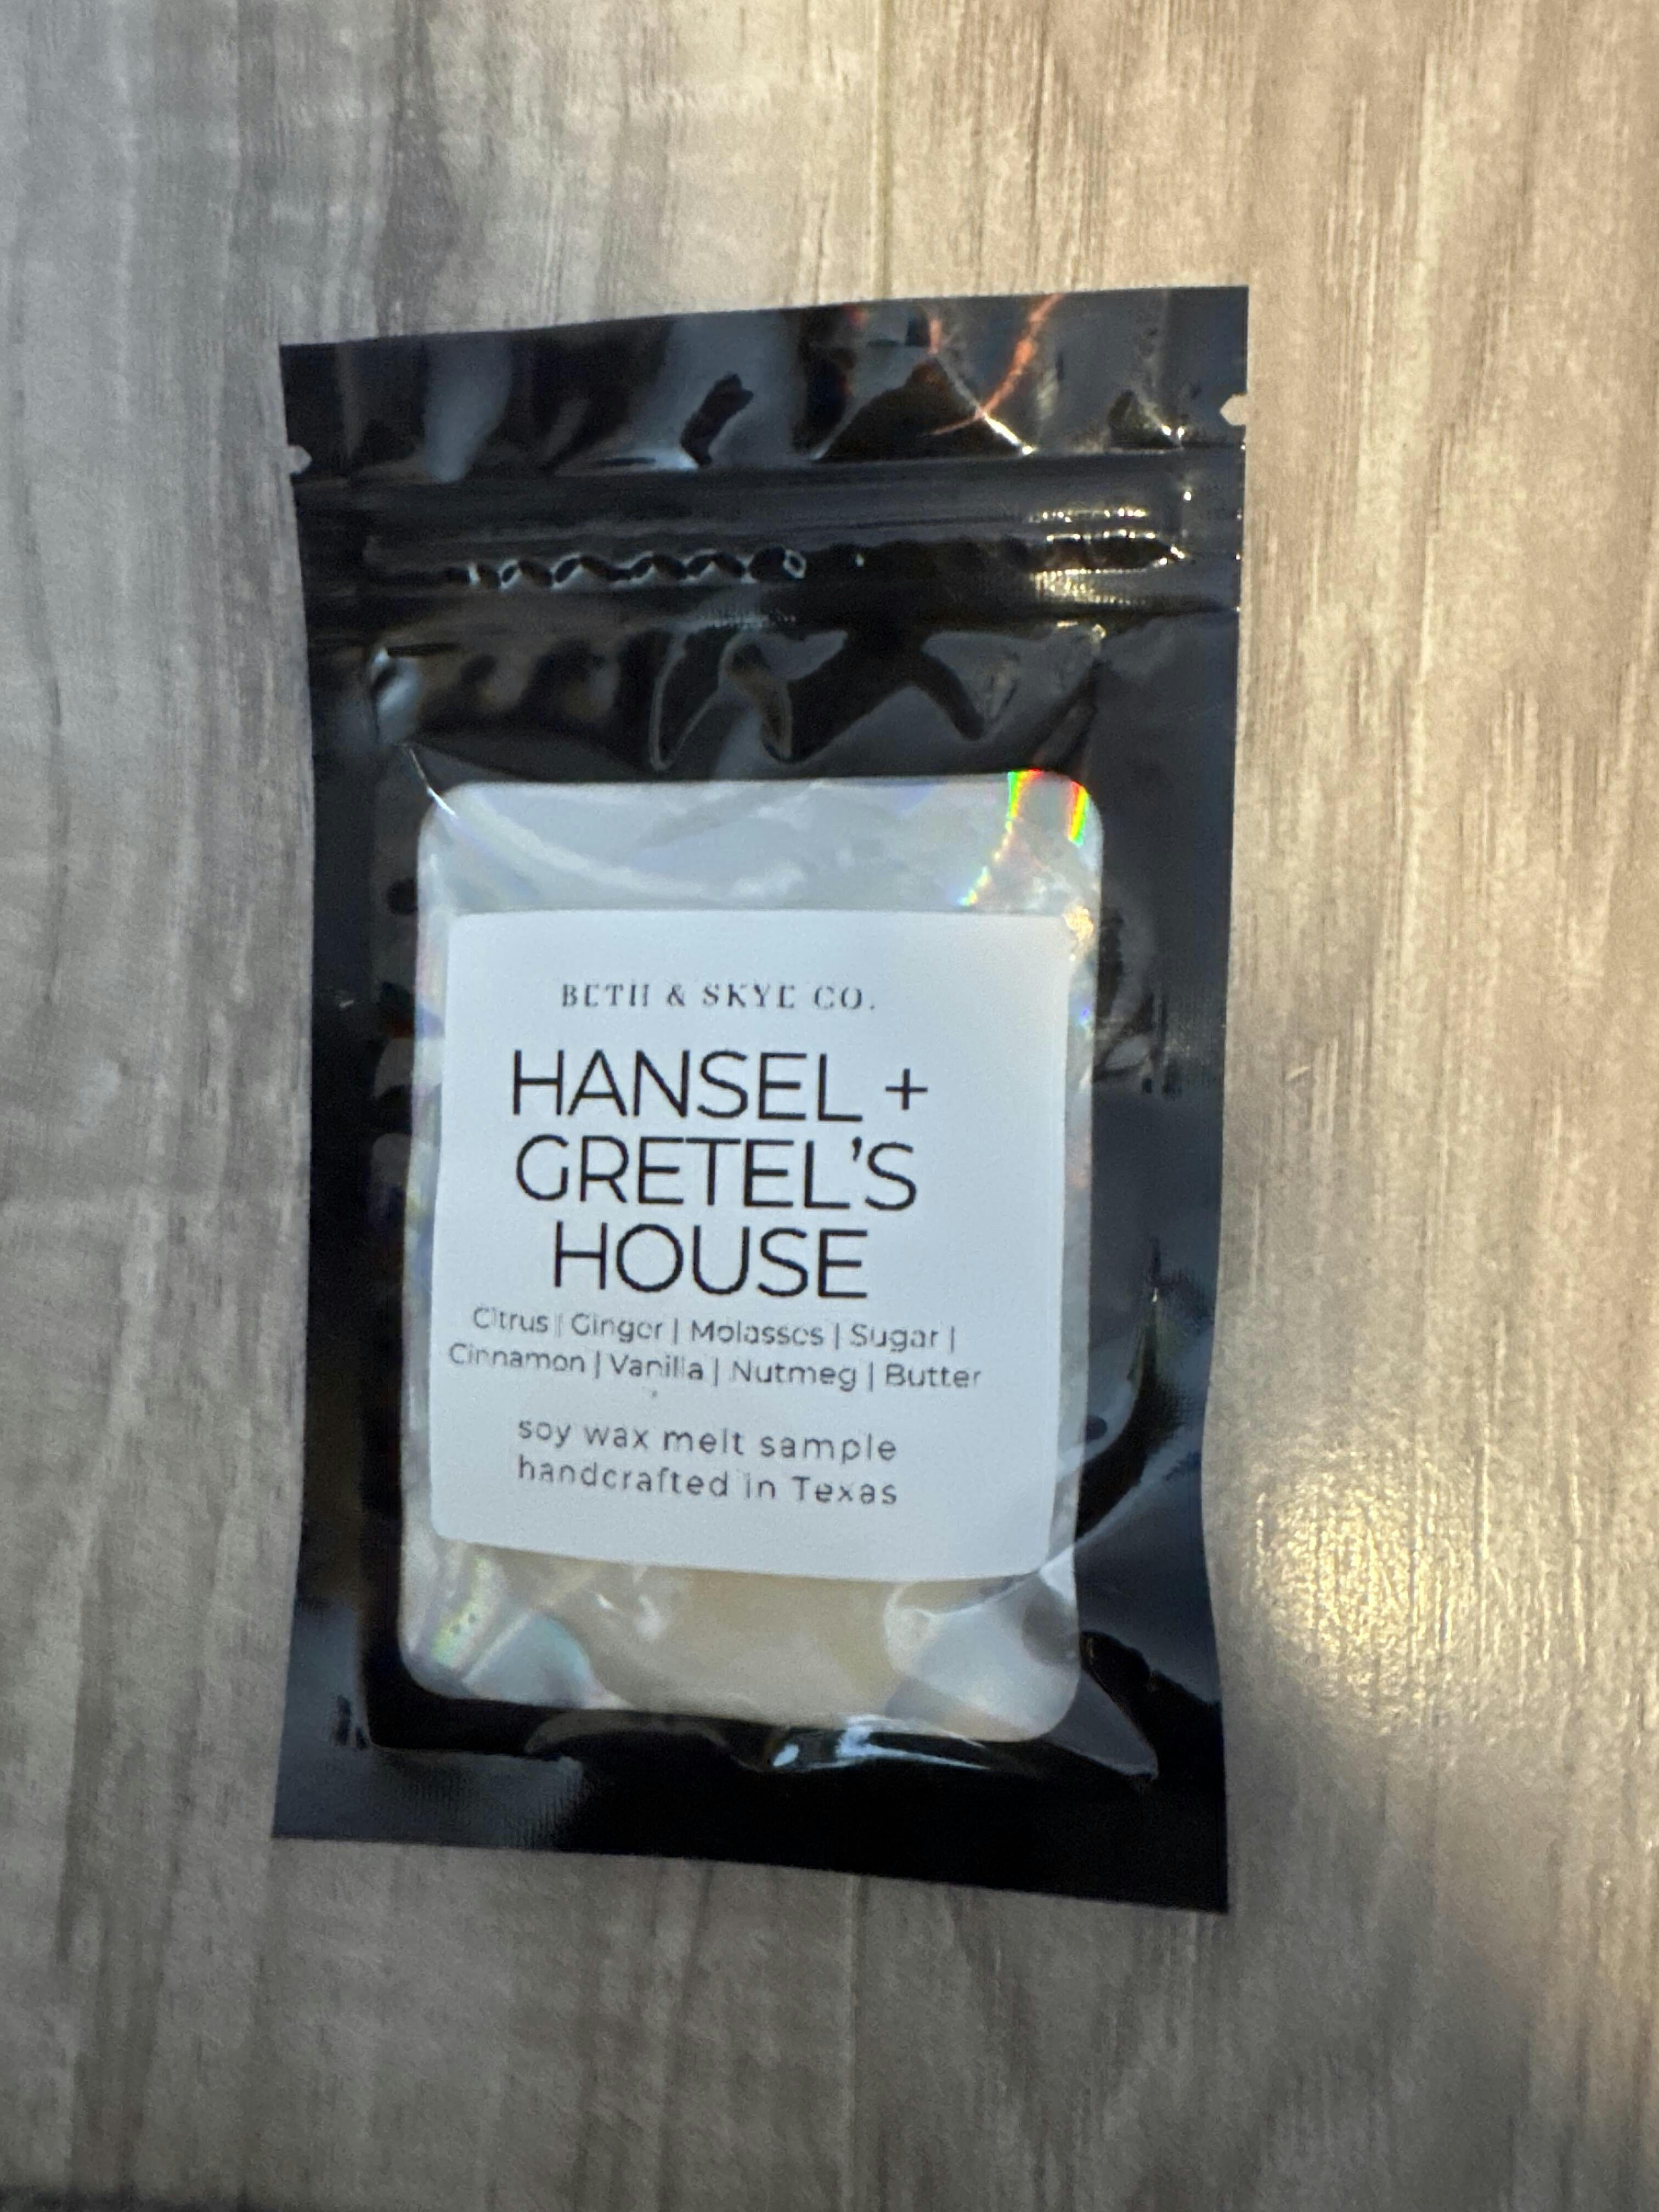 BETH & SKYE CO.
HANSEL +
GRETEL'S
HOUSE
Citrus | Ginger | Molasses | Sugar |
Cinnamon | Vanilla | Nutmeg | Butter
soy wax melt sample
handcrafted in Texas